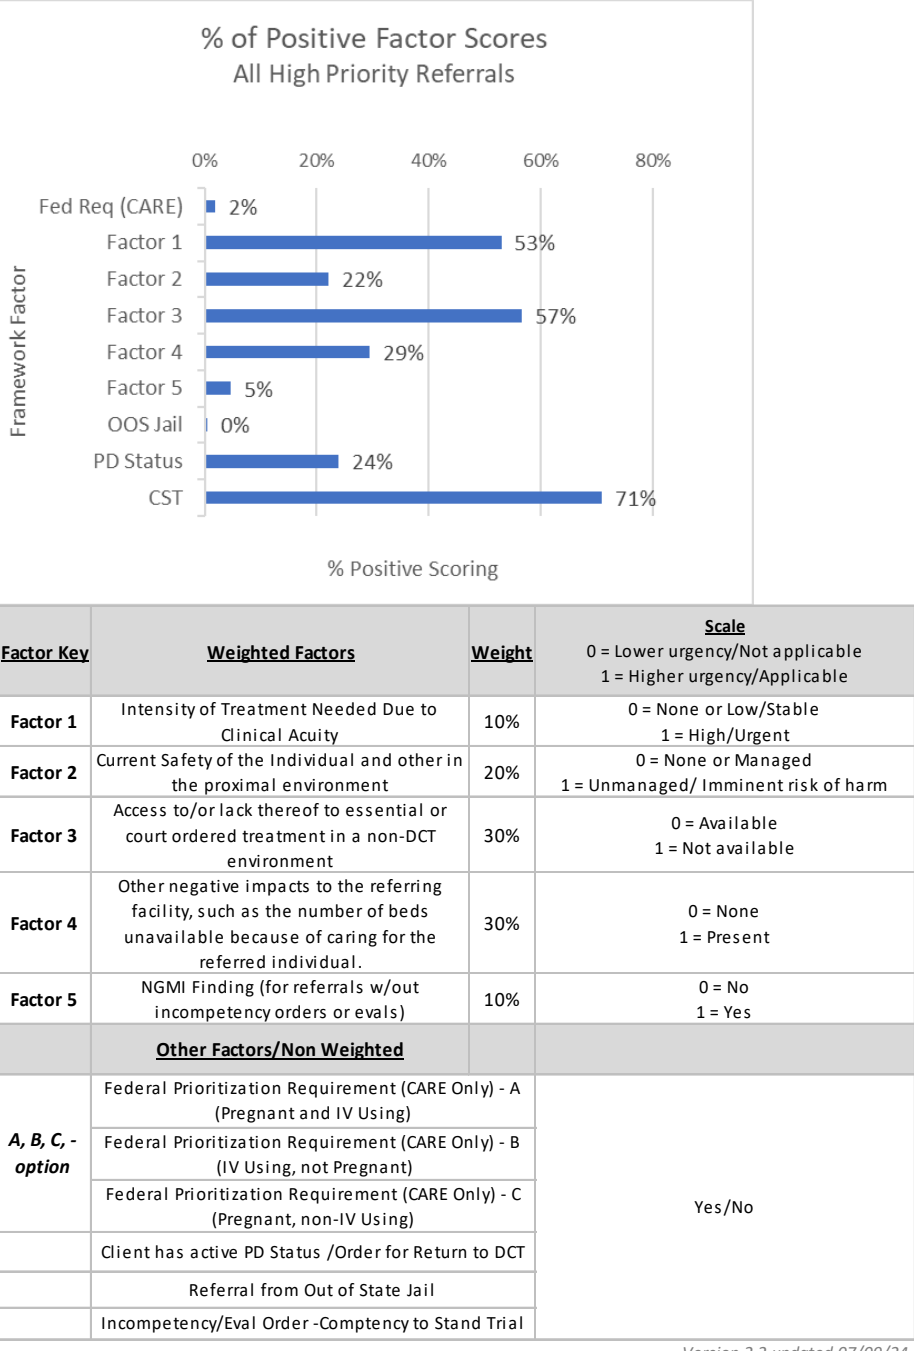 % of Positive Factor Scores
All High Priority Referrals
0% 20% 40% 60% 80%
Framework Factor
Fed Req (CARE) 2%
Factor 1 53%
Factor 2 22%
Factor 3 57%
Factor 4 29%
Factor 5 5%
OOS Jail 0%
PD Status 24%
CST 71%
% Positive Scoring
Factor Key Weighted Factors Weight Scale
0 = Lower urgency/Not applicable
1 = Higher urgency/Applicable
Factor 1 Intensity of Treatment Needed Due to
Clinical Acuity 10% 0 = None or Low/Stable
1 = High/Urgent
Factor 2 Current Safety of the Individual and other in
the proximal environment 20% 0 = None or Managed
1 = Unmanaged/ Imminent risk of harm
Factor 3 Access to/or lack thereof to essential or
court ordered treatment in a non-DCT
environment 30% 0 = Available
1 = Not available
Factor 4 Other negative impacts to the referring
facility, such as the number of beds
unavailable because of caring for the
referred individual. 30% 0 = None
1 = Present
Factor 5 NGMI Finding (for referrals w/out
incompetency orders or evals) 10% 0 = No
1 = Yes
Other Factors/Non Weighted
A, B, C, -
option
Federal Prioritization Requirement (CARE Only) - A
(Pregnant and IV Using)
Federal Prioritization Requirement (CARE Only) - B
(IV Using, not Pregnant)
Federal Prioritization Requirement (CARE Only) - C
(Pregnant, non-IV Using)
Yes/No
Client has active PD Status /Order for Return to DCT
Referral from Out of State Jail
Incompetency/Eval Order -Comptency to Stand Trial